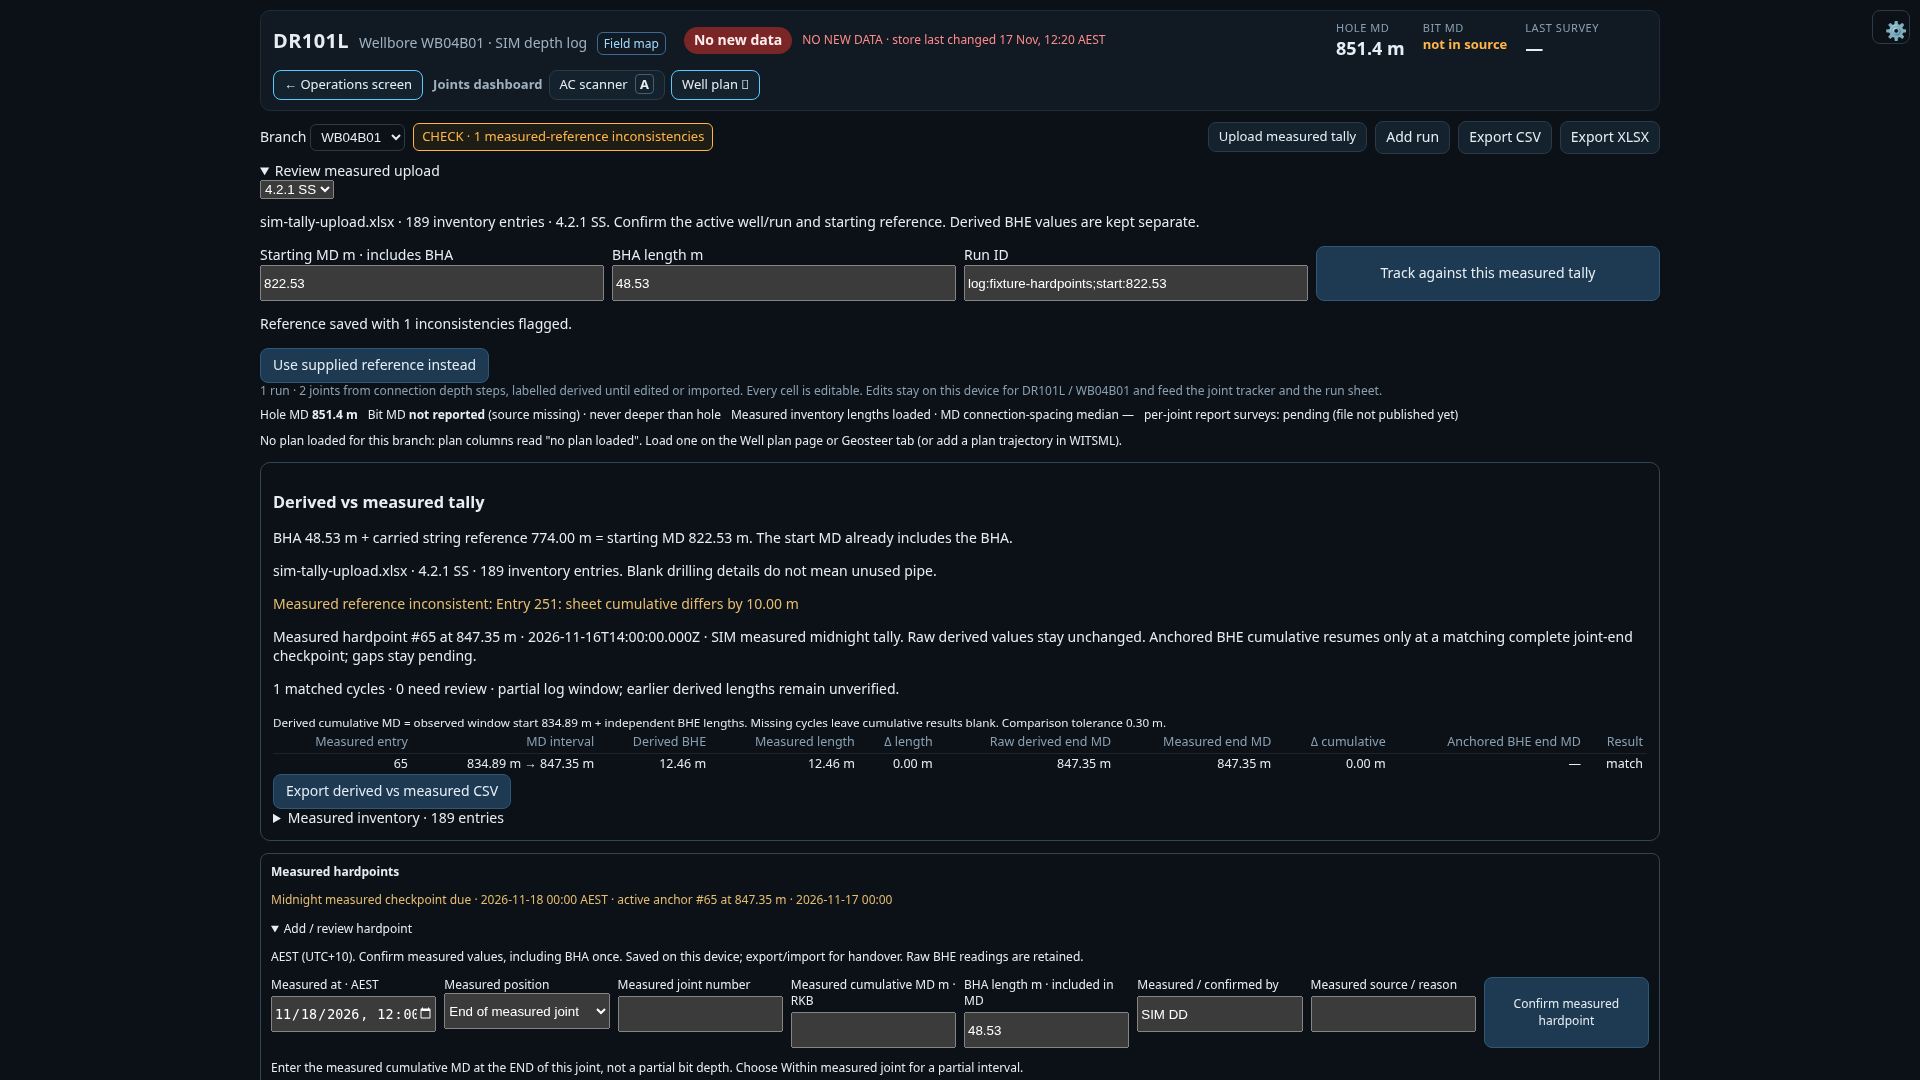 DR101L Wellbore WB04B01 · SIM depth log Field map No new data NO NEW DATA · store last changed 17 Nov, 12:20 AEST
HOLE MD BIT MD LAST SURVEY
851.4 m not in source —
← Operations screen Joints dashboard AC scanner A Well plan
Branch WB04B01 CHECK · 1 measured-reference inconsistencies Upload measured tally Add run Export CSV Export XLSX
▼ Review measured upload
4.2.1 SS
sim-tally-upload.xlsx · 189 inventory entries · 4.2.1 SS. Confirm the active well/run and starting reference. Derived BHE values are kept separate.
Starting MD m · includes BHA BHA length m Run ID
822.53 48.53 log:fixture-hardpoints;start:822.53 Track against this measured tally
Reference saved with 1 inconsistencies flagged.
Use supplied reference instead
1 run · 2 joints from connection depth steps, labelled derived until edited or imported. Every cell is editable. Edits stay on this device for DR101L / WB04B01 and feed the joint tracker and the run sheet.
Hole MD 851.4 m Bit MD not reported (source missing) · never deeper than hole Measured inventory lengths loaded · MD connection-spacing median — per-joint report surveys: pending (file not published yet)
No plan loaded for this branch: plan columns read "no plan loaded". Load one on the Well plan page or Geosteer tab (or add a plan trajectory in WITSML).
Derived vs measured tally
BHA 48.53 m + carried string reference 774.00 m = starting MD 822.53 m. The start MD already includes the BHA.
sim-tally-upload.xlsx · 4.2.1 SS · 189 inventory entries. Blank drilling details do not mean unused pipe.
Measured reference inconsistent: Entry 251: sheet cumulative differs by 10.00 m
Measured hardpoint #65 at 847.35 m · 2026-11-16T14:00:00.000Z · SIM measured midnight tally. Raw derived values stay unchanged. Anchored BHE cumulative resumes only at a matching complete joint-end
checkpoint; gaps stay pending.
1 matched cycles · 0 need review · partial log window; earlier derived lengths remain unverified.
Derived cumulative MD = observed window start 834.89 m + independent BHE lengths. Missing cycles leave cumulative results blank. Comparison tolerance 0.30 m.
Measured entry MD interval Derived BHE Measured length Δ length Raw derived end MD Measured end MD Δ cumulative Anchored BHE end MD Result
65 834.89 m → 847.35 m 12.46 m 12.46 m 0.00 m 847.35 m 847.35 m 0.00 m — match
Export derived vs measured CSV
▶ Measured inventory · 189 entries
Measured hardpoints
Midnight measured checkpoint due · 2026-11-18 00:00 AEST · active anchor #65 at 847.35 m · 2026-11-17 00:00
▼ Add / review hardpoint
AEST (UTC+10). Confirm measured values, including BHA once. Saved on this device; export/import for handover. Raw BHE readings are retained.
Measured at · AEST Measured position Measured joint number Measured cumulative MD m · RKB BHA length m · included in MD Measured / confirmed by Measured source / reason
11/18/2026, 12:00 End of measured joint 48.53 SIM DD Confirm measured hardpoint
Enter the measured cumulative MD at the END of this joint, not a partial bit depth. Choose Within measured joint for a partial interval.